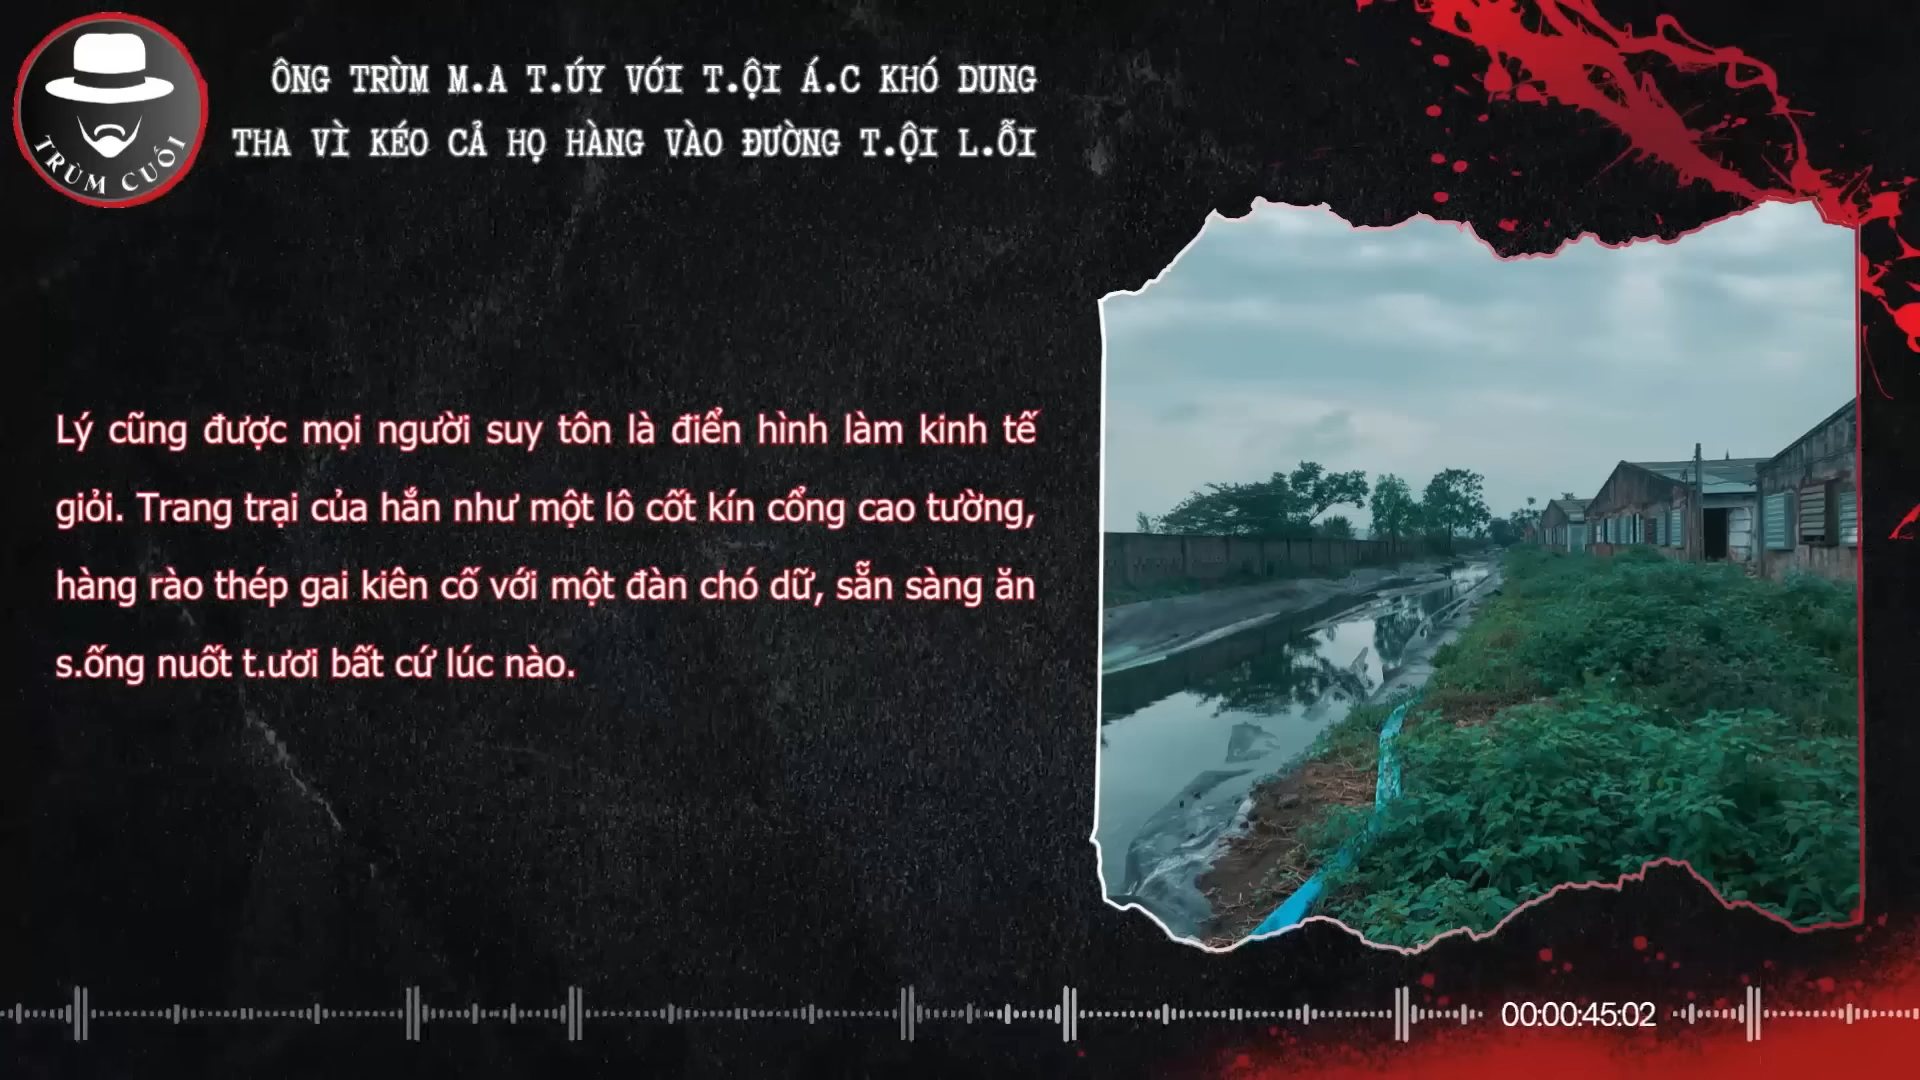 TRÙM CUỐI
ÔNG TRÙM M.A T.ÚY VỚI T.ỘI Á.C KHÓ DUNG
THA VÌ KÉO CẢ HỌ HÀNG VÀO ĐƯỜNG T.ỘI L.ỖI
Lý cũng được mọi người suy tôn là điển hình làm kinh tế
giỏi. Trang trại của hắn như một lô cốt kín cổng cao tường,
hàng rào thép gai kiên cố với một đàn chó dữ, sẵn sàng ăn
s.ống nuốt t.ươi bất cứ lúc nào.
00:00:45:02